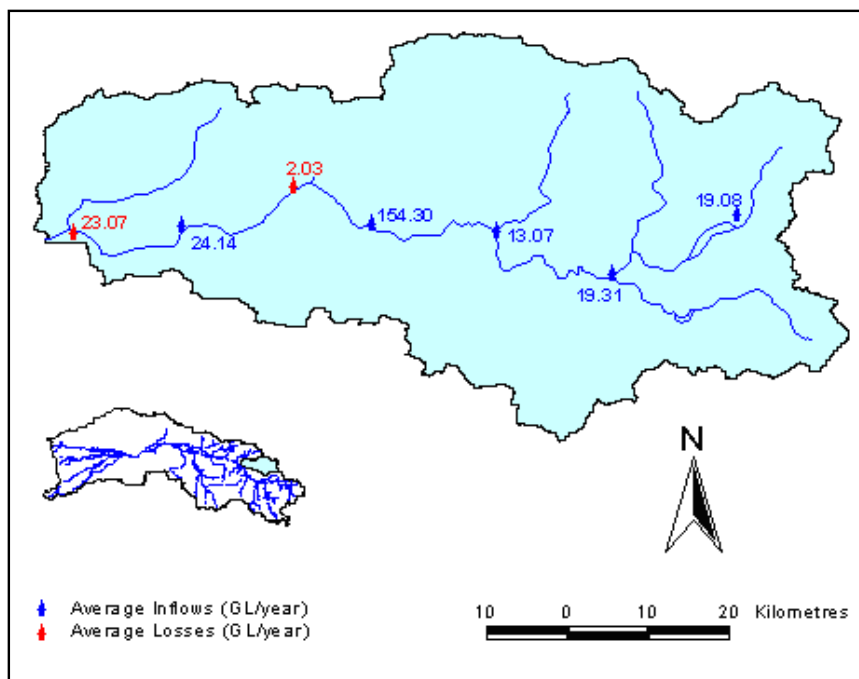 2.03
154.30
19.08
23.07
24.14
13.07
19.31
N
Average Inflows (GL/year)
Average Losses (GL/year)
10 0 10 20 Kilometres